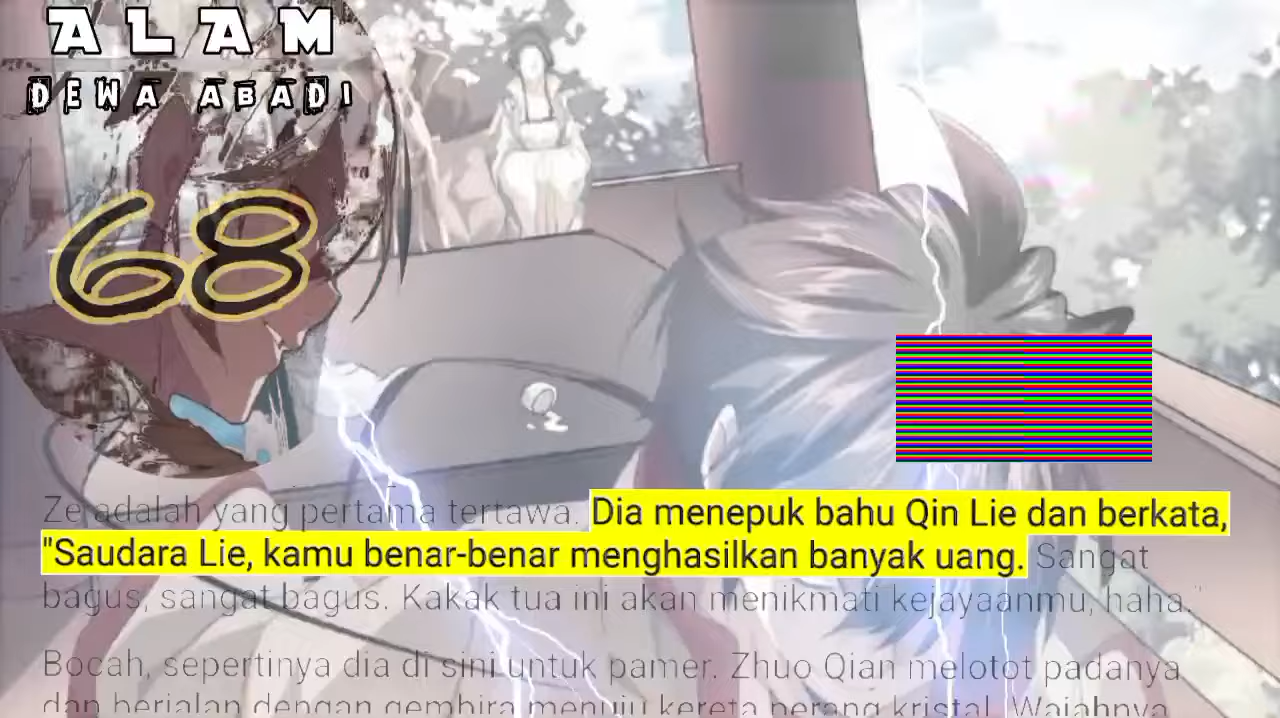 ALAM
DEWA ABADI
68
Ze adalah yang pertama tertawa. Dia menepuk bahu Qin Lie dan berkata,
"Saudara Lie, kamu benar-benar menghasilkan banyak uang. Sangat
bagus, sangat bagus. Kakak tua ini akan menikmati kejayaanmu, haha."
Bocah, sepertinya dia di sini untuk pamer. Zhuo Qian melotot padanya
dan berjalan dengan gembira menuju kereta perang kristal. Wajahnya